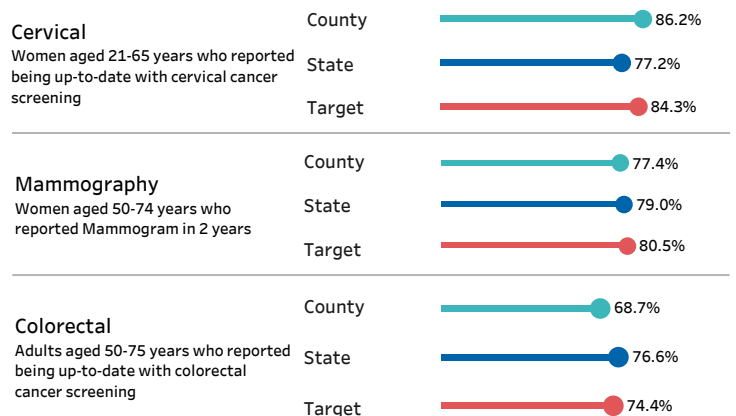 Cervical
Women aged 21-65 years who reported
being up-to-date with cervical cancer
screening
County 86.2%
State 77.2%
Target 84.3%
Mammography
Women aged 50-74 years who
reported Mammogram in 2 years
County 77.4%
State 79.0%
Target 80.5%
Colorectal
Adults aged 50-75 years who reported
being up-to-date with colorectal
cancer screening
County 68.7%
State 76.6%
Target 74.4%